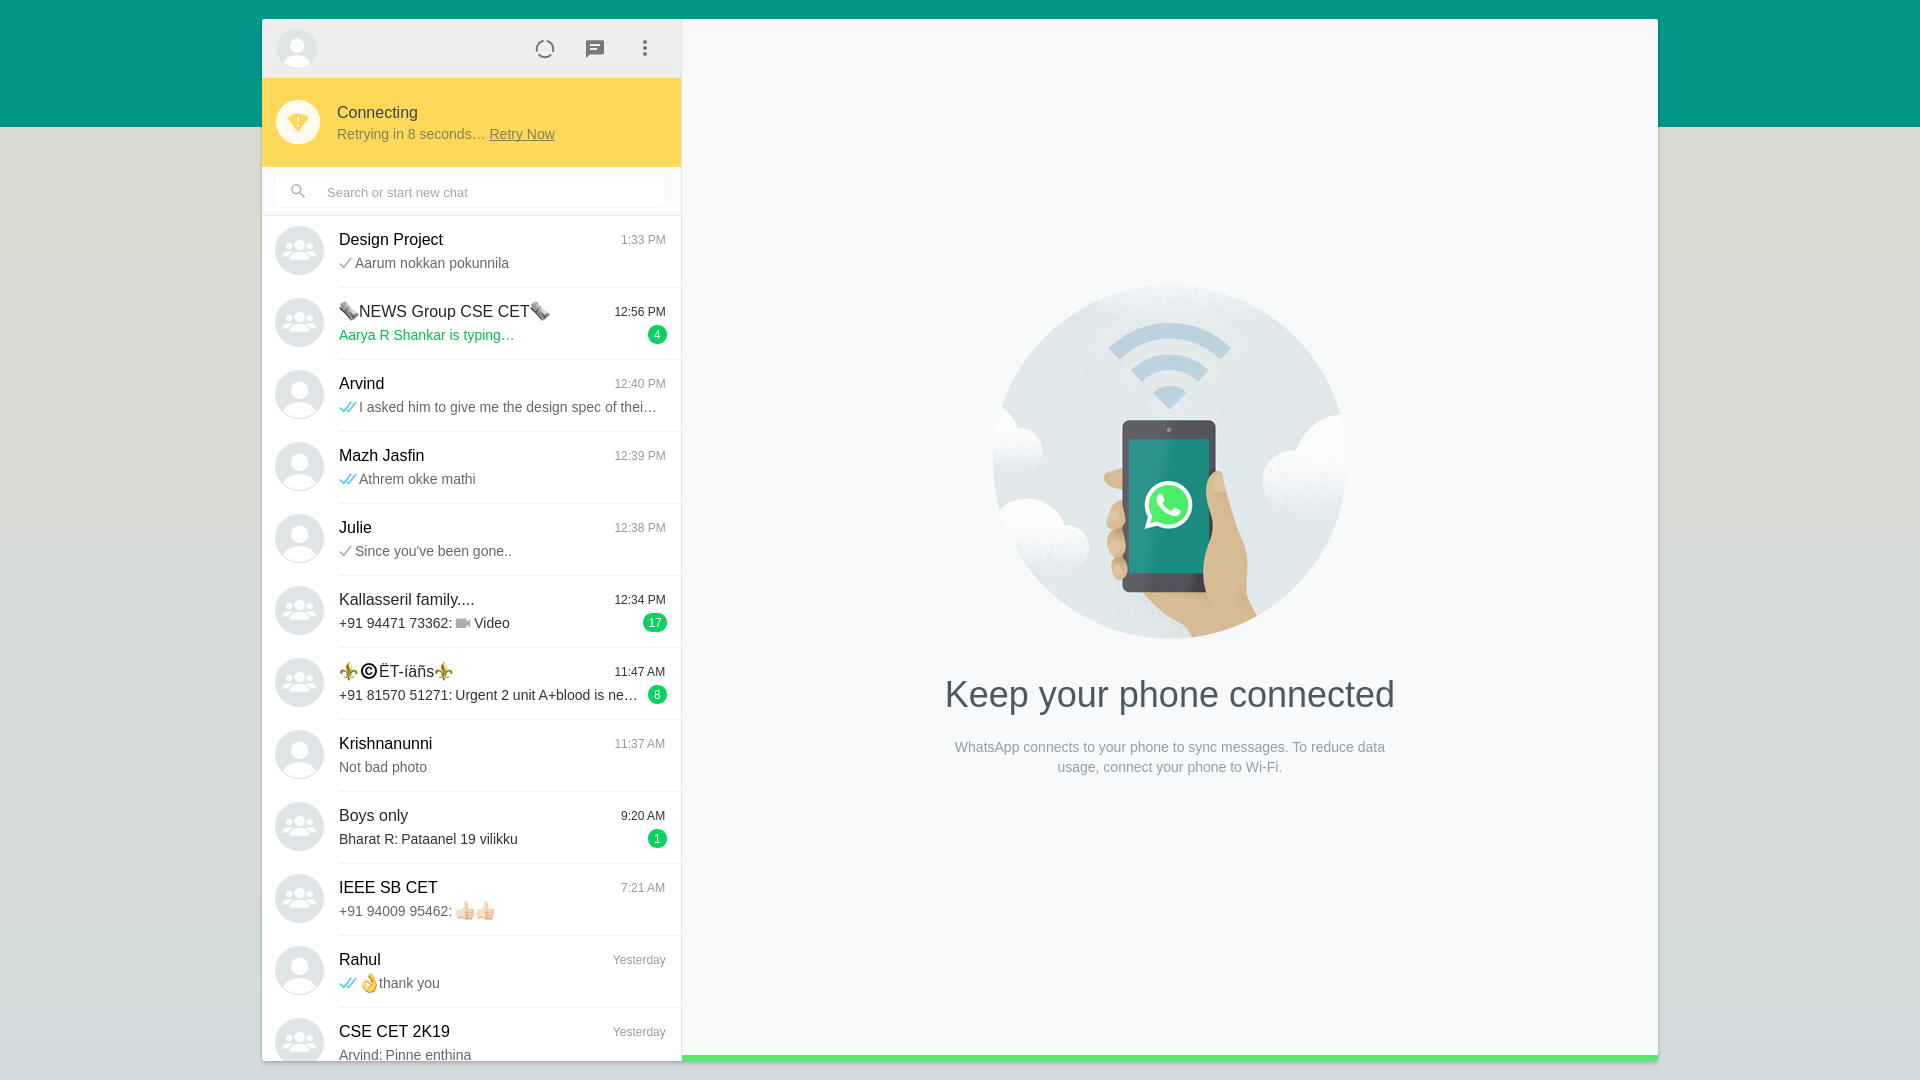 Connecting
Retrying in 8 seconds… Retry Now
Search or start new chat
Design Project 1:33 PM
Aarum nokkan pokunnila
🗞NEWS Group CSE CET🗞 12:56 PM
Aarya R Shankar is typing… 4
Arvind 12:40 PM
I asked him to give me the design spec of thei…
Mazh Jasfin 12:39 PM
Athrem okke mathi
Julie 12:38 PM
Since you've been gone..
Kallasseril family.... 12:34 PM
+91 94471 73362: Video 17
⚜©ËT-íäñs⚜ 11:47 AM
+91 81570 51271: Urgent 2 unit A+blood is ne… 8
Krishnanunni 11:37 AM
Not bad photo
Boys only 9:20 AM
Bharat R: Pataanel 19 vilikku 1
IEEE SB CET 7:21 AM
+91 94009 95462: 👍🏻👍🏻
Rahul Yesterday
👌thank you
CSE CET 2K19 Yesterday
Arvind: Pinne enthina
Keep your phone connected
WhatsApp connects to your phone to sync messages. To reduce data
usage, connect your phone to Wi-Fi.